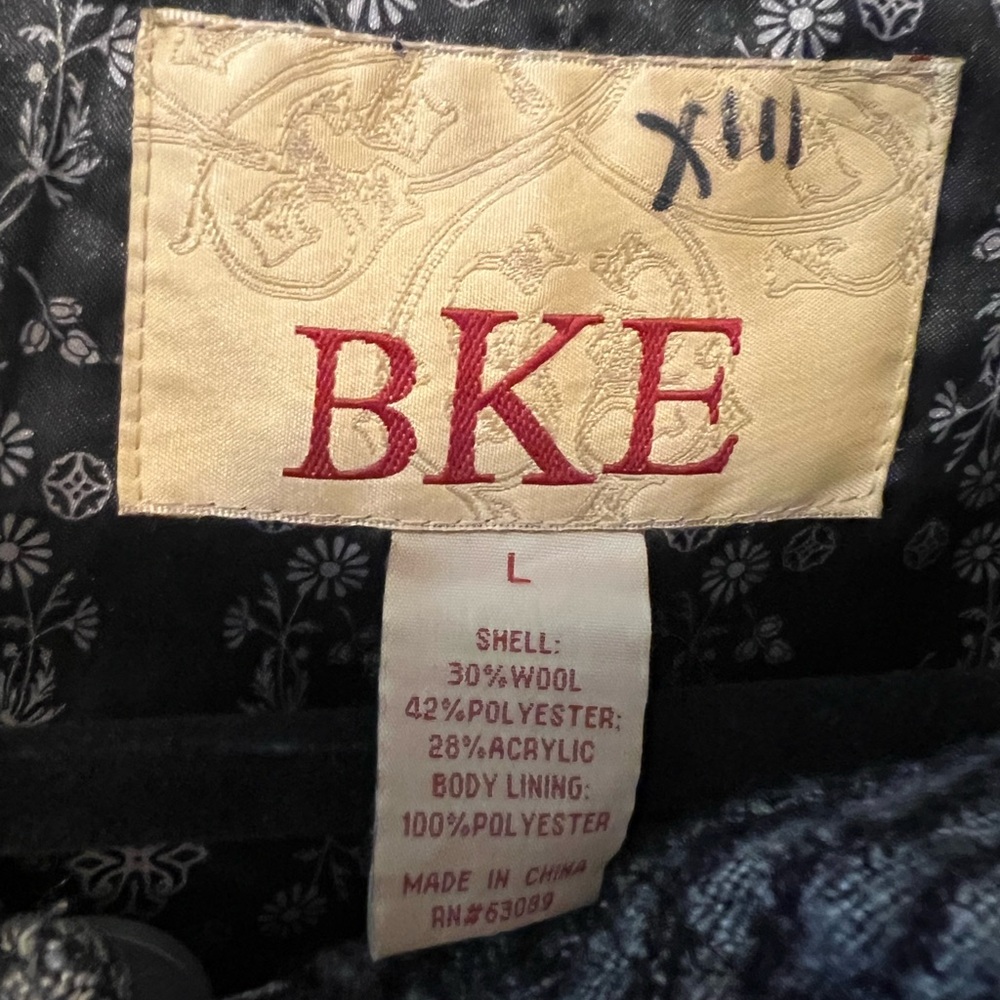 XIII
BKE
L
SHELL:
30%WOOL
42%POLYESTER;
28%ACRYLIC
BODY LINING:
100%POLYESTER
MADE IN CHINA
RN#63089